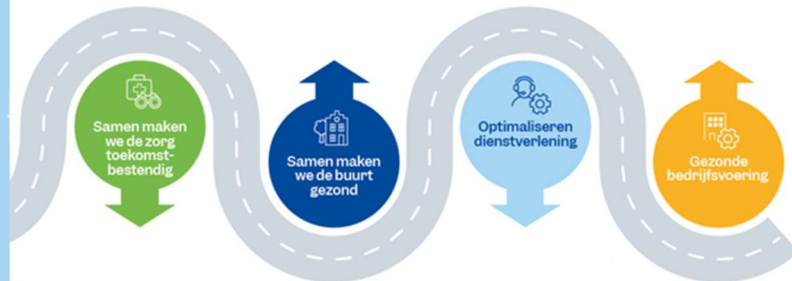 Samen maken
we de zorg
toekomst-
bestendig
Samen maken
we de buurt
gezond
Optimaliseren
dienstverlening
Gezonde
bedrijfsvoering